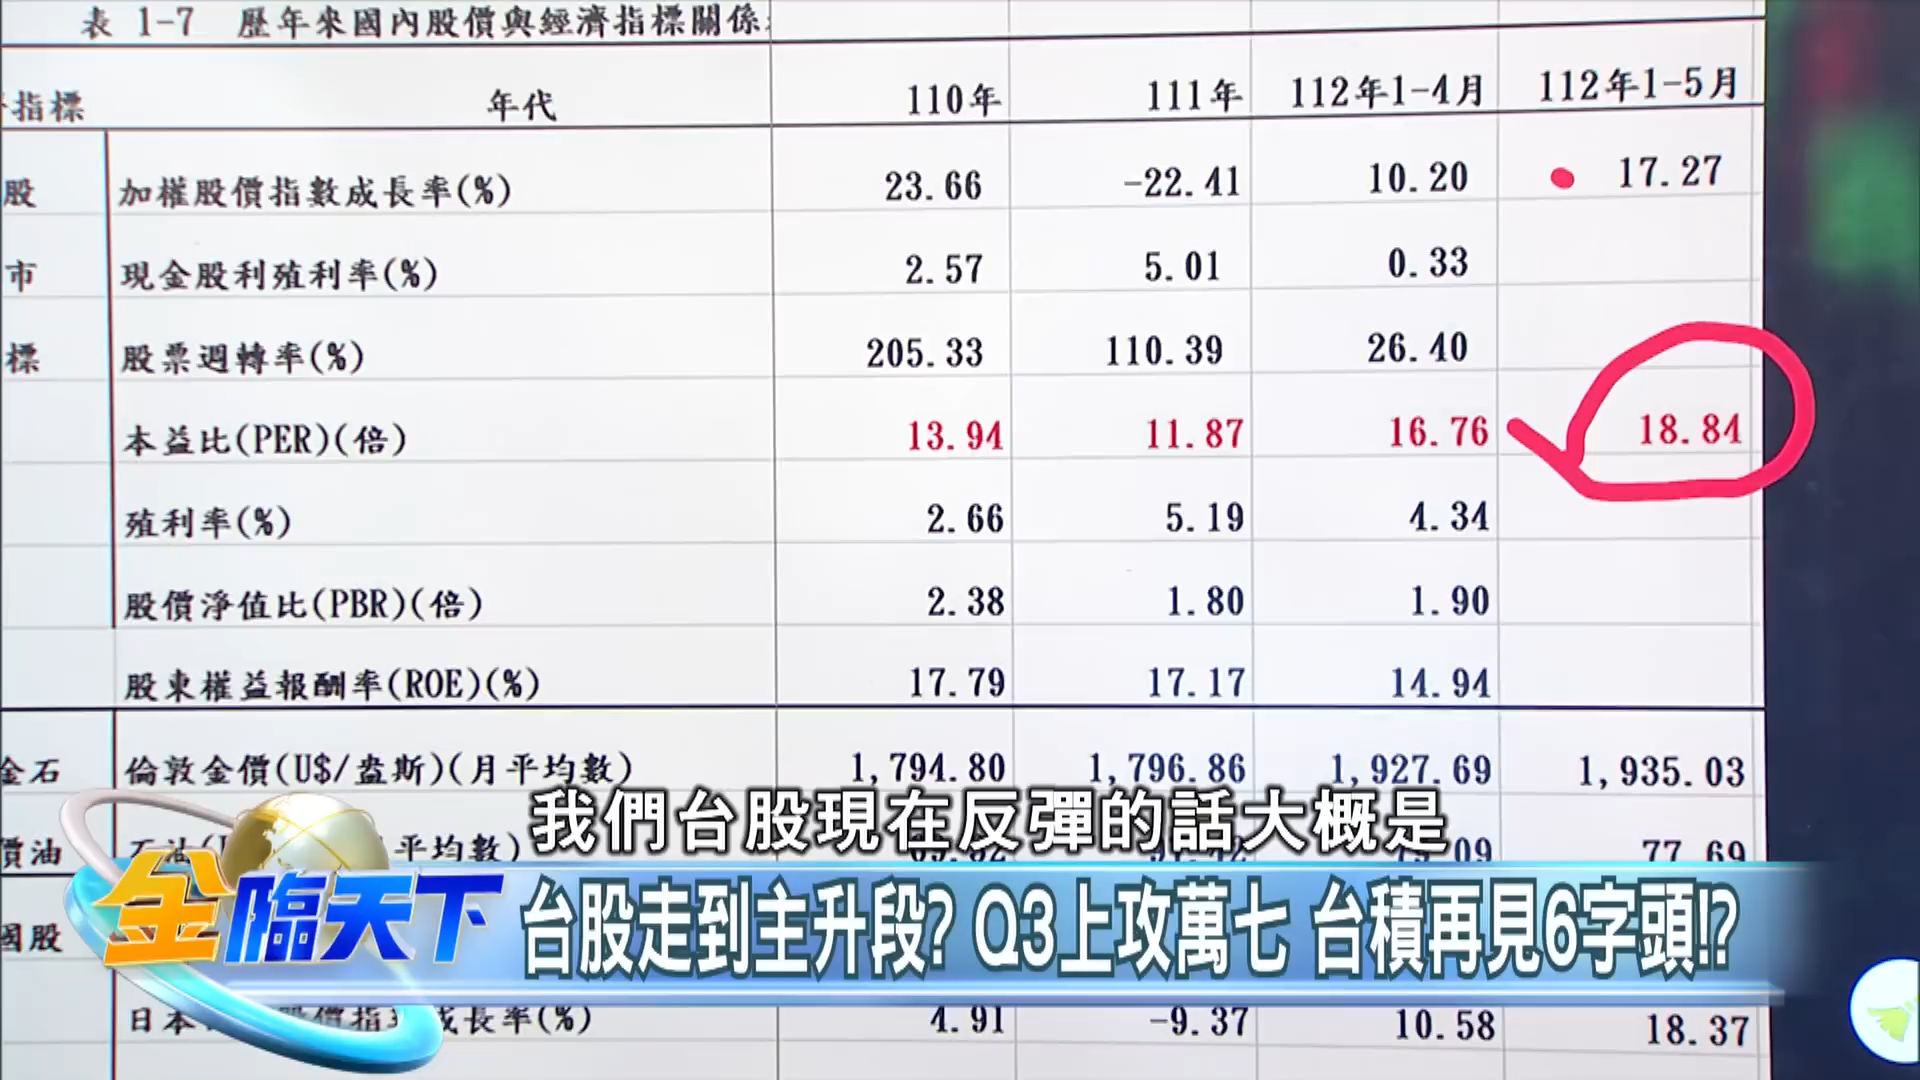 表 1-7 歷年來國內股價與經濟指標關係
指標 年代 110年 111年 112年1-4月 112年1-5月
股 加權股價指數成長率(%) 23.66 -22.41 10.20 17.27
市 現金股利殖利率(%) 2.57 5.01 0.33
標 股票週轉率(%) 205.33 110.39 26.40
本益比(PER)(倍) 13.94 11.87 16.76 18.84
殖利率(%) 2.66 5.19 4.34
股價淨值比(PBR)(倍) 2.38 1.80 1.90
股東權益報酬率(ROE)(%) 17.79 17.17 14.94
金石 倫敦金價(U$/盎斯)(月平均數) 1,794.80 1,796.86 1,927.69 1,935.03
我們台股現在反彈的話大概是
價油 平均數) 77.69
金臨天下
台股走到主升段? Q3上攻萬七 台積再見6字頭!?
國股
日本 成長率(%) 4.91 -9.37 10.58 18.37